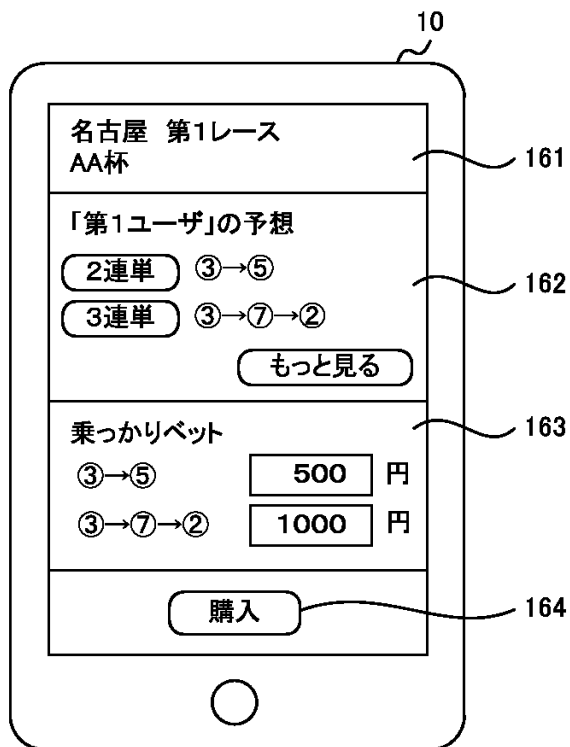 10
名古屋 第1レース
AA杯
161
「第1ユーザ」の予想
2連単 ③→⑤
162
3連単 ③→⑦→②
もっと見る
乗っかりベット
163
③→⑤ 500 円
③→⑦→② 1000 円
購入
164